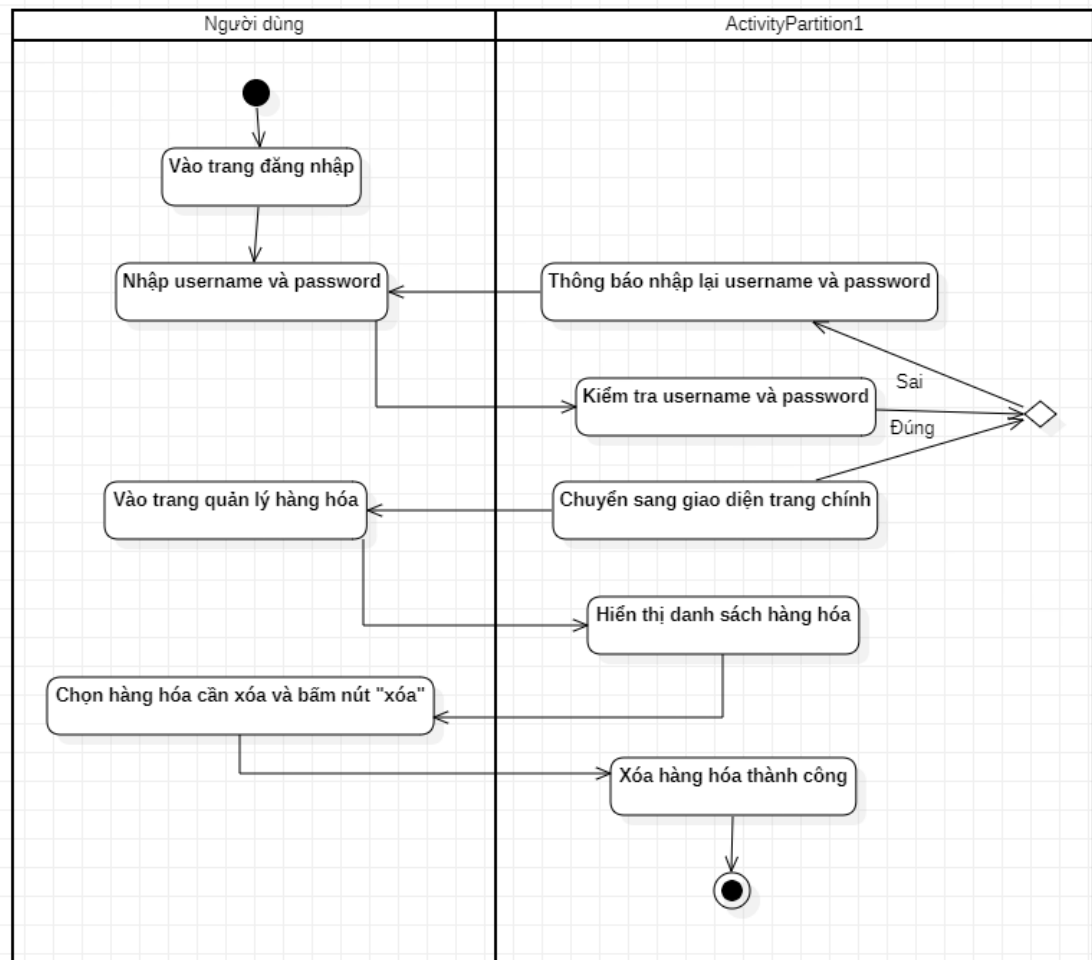 Người dùng
ActivityPartition1
Vào trang đăng nhập
Nhập username và password
Thông báo nhập lại username và password
Sai
Kiểm tra username và password
Đúng
Vào trang quản lý hàng hóa
Chuyển sang giao diện trang chính
Hiển thị danh sách hàng hóa
Chọn hàng hóa cần xóa và bấm nút "xóa"
Xóa hàng hóa thành công